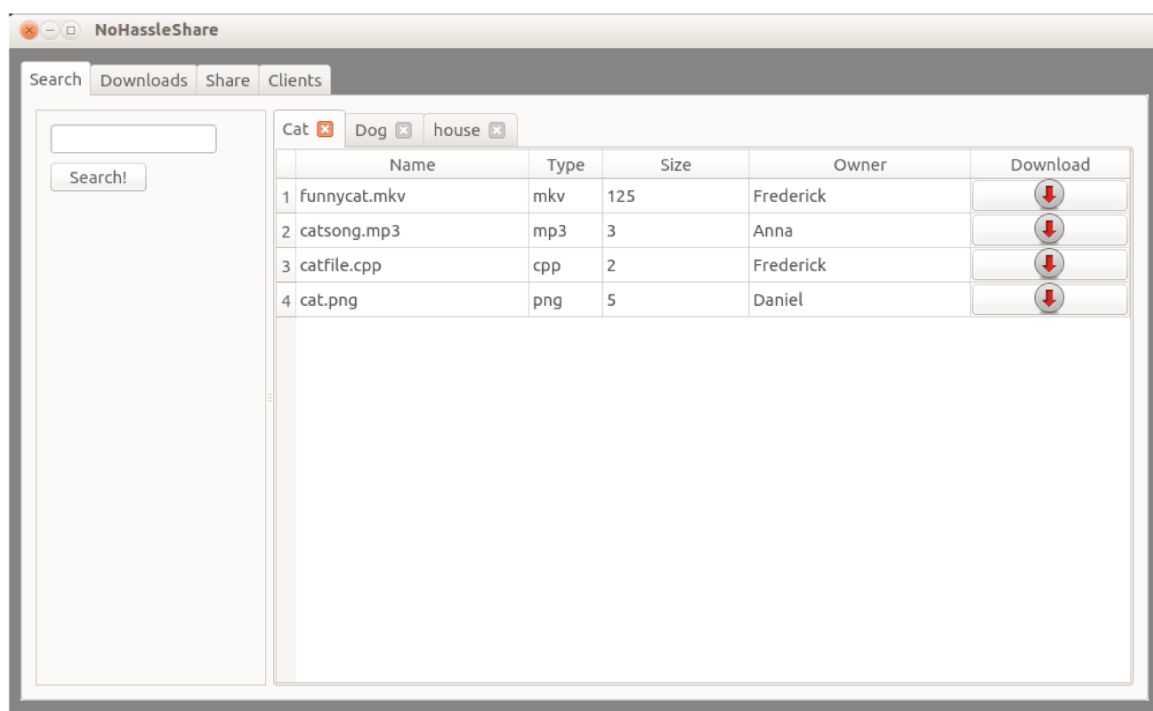 NoHassleShare
Search Downloads Share Clients
Cat Dog house
Search!
Name Type Size Owner Download
1 funnycat.mkv mkv 125 Frederick
2 catsong.mp3 mp3 3 Anna
3 catfile.cpp cpp 2 Frederick
4 cat.png png 5 Daniel